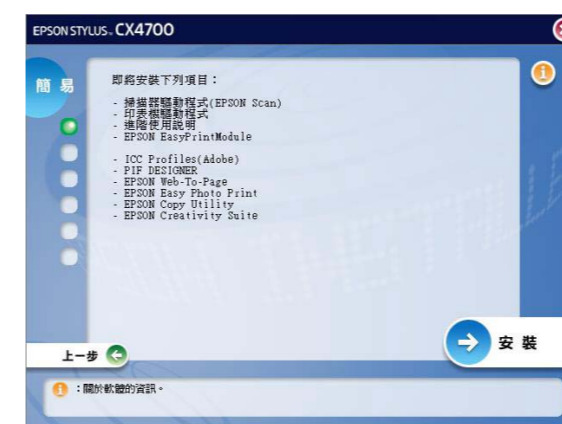 EPSON STYLUS™ CX4700
簡 易
即將安裝下列項目：
- 掃描器驅動程式(EPSON Scan)
- 印表機驅動程式
- 進階使用說明
- EPSON EasyPrintModule
- ICC Profiles(Adobe)
- PIF DESIGNER
- EPSON Web-To-Page
- EPSON Easy Photo Print
- EPSON Copy Utility
- EPSON Creativity Suite
安 裝
上一步
：關於軟體的資訊。